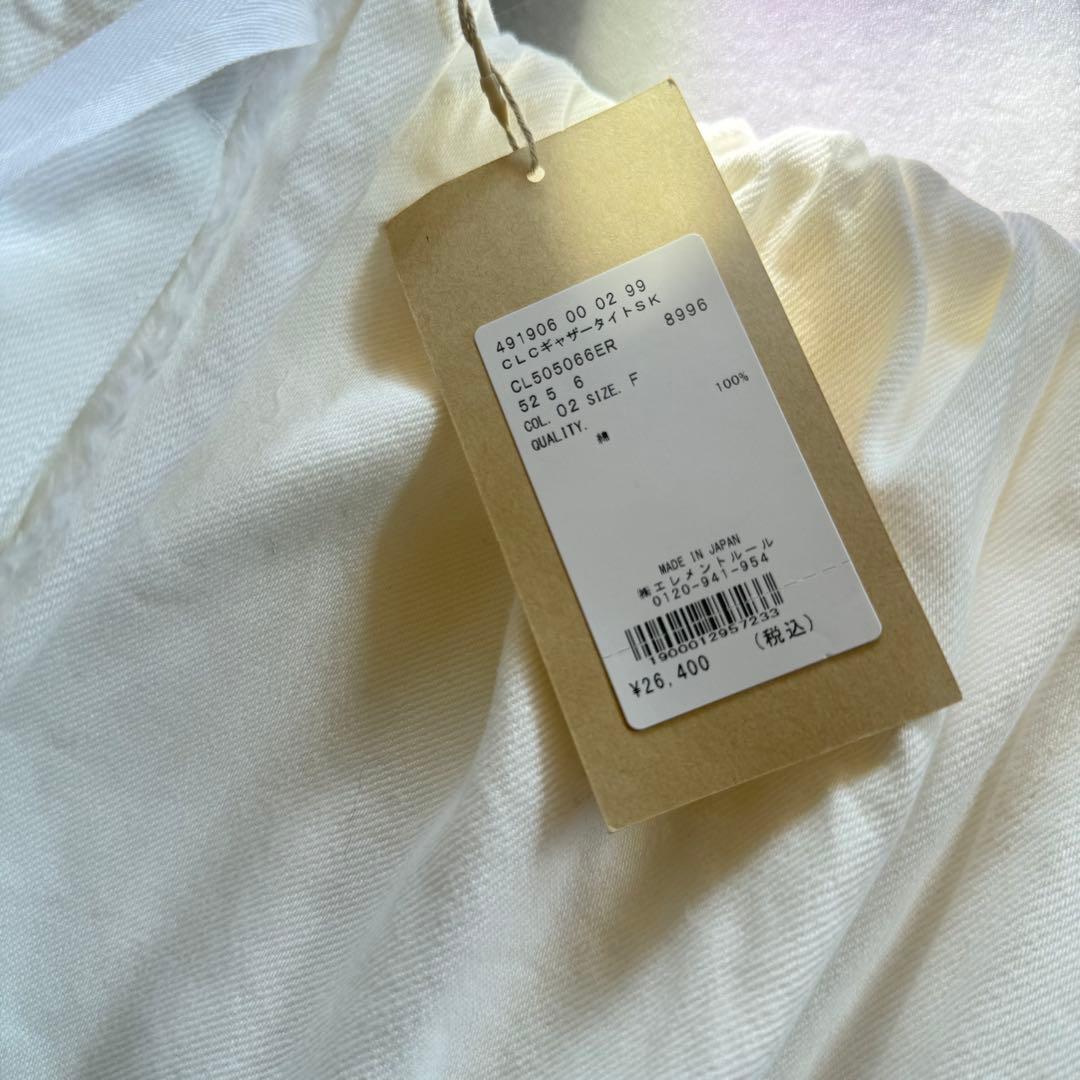 491906 00 02 99
CLCギャザータイトSK
8996
CL505066ER
52 5 6
COL. 02 SIZE. F
QUALITY.
綿 100%
MADE IN JAPAN
㈱エレメントルール
0120-941-954
1900012957233
¥26,400 (税込)